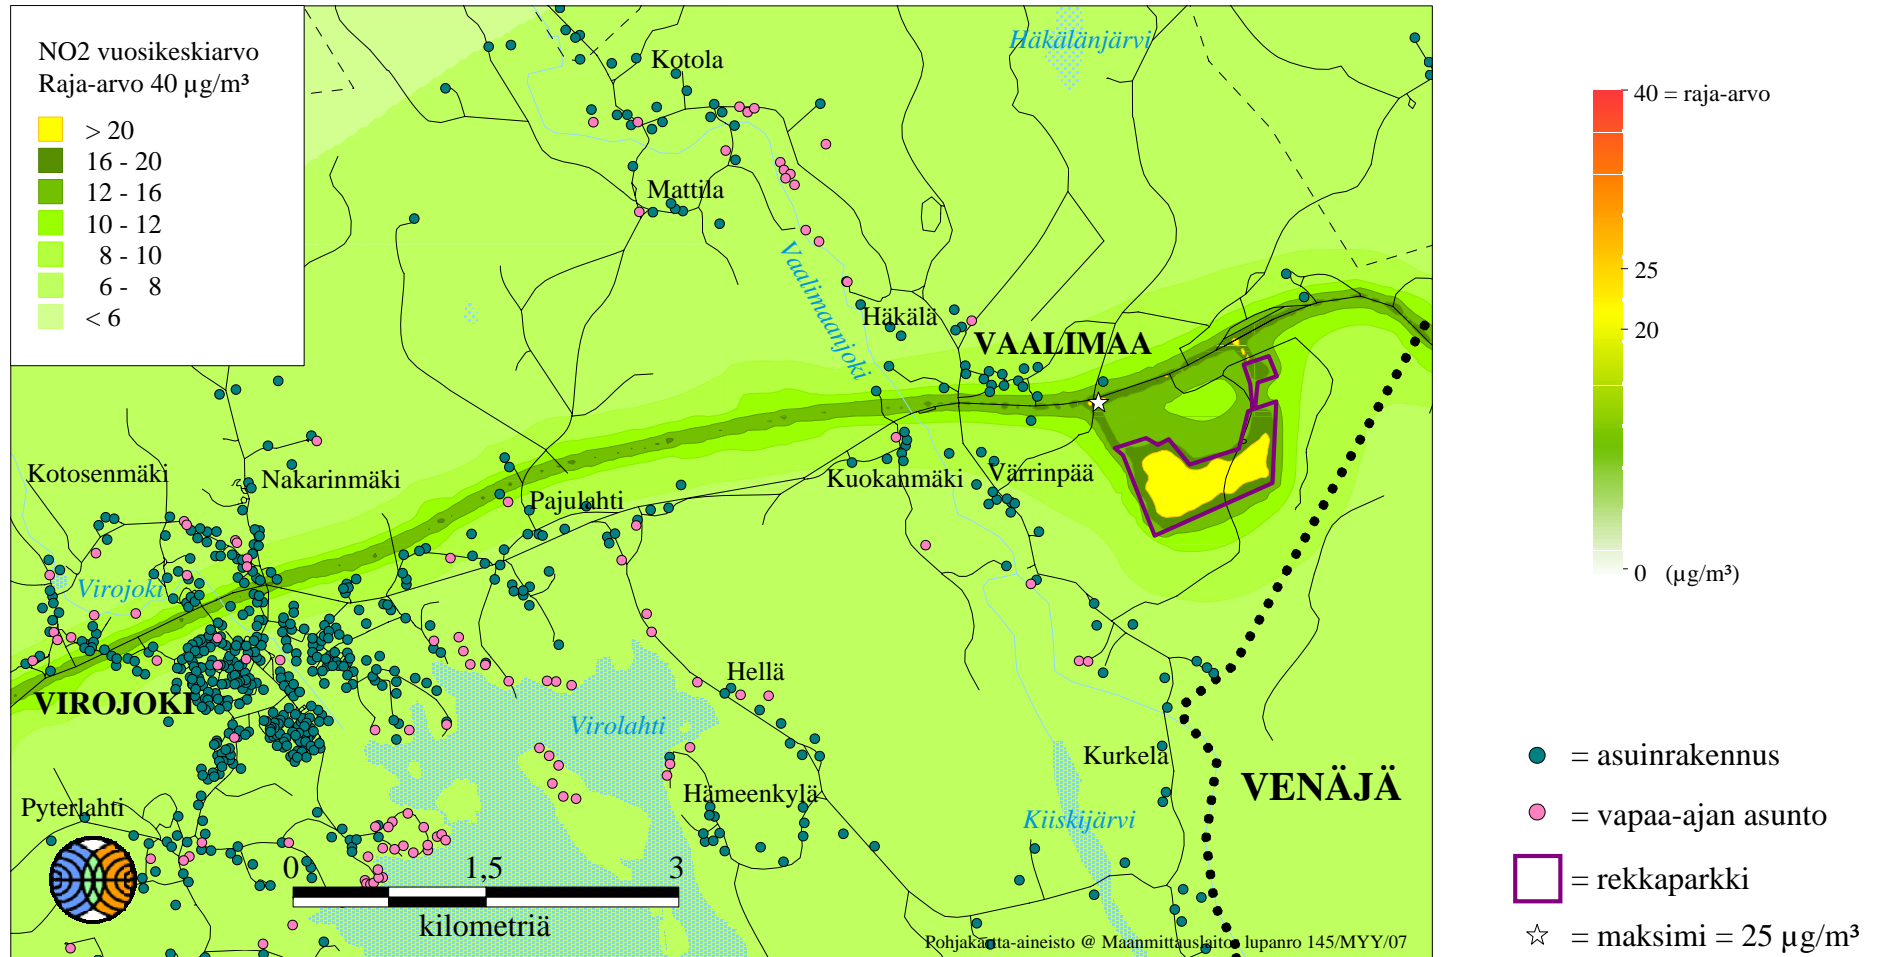 NO2 vuosikeskiarvo
Raja-arvo 40 µg/m³
> 20
16 - 20
12 - 16
10 - 12
8 - 10
6 - 8
< 6
Kotola
Häkälänjärvi
Mattila
Vaalimaanjoki
Häkälä
VAALIMAA
Kotosenmäki
Nakarinmäki
Pajulahti
Kuokanmäki
Värrinpää
Virojoki
VIROJOKI
Hellä
Virolahti
Kurkela
VENÄJÄ
Pyterlahti
Hämeenkylä
Kiiskijärvi
0 1,5 3
kilometriä
Pohjakartta-aineisto @ Maanmittauslaitos lupanro 145/MYY/07
40 = raja-arvo
25
20
0 (µg/m³)
= asuinrakennus
= vapaa-ajan asunto
= rekkaparkki
= maksimi = 25 µg/m³